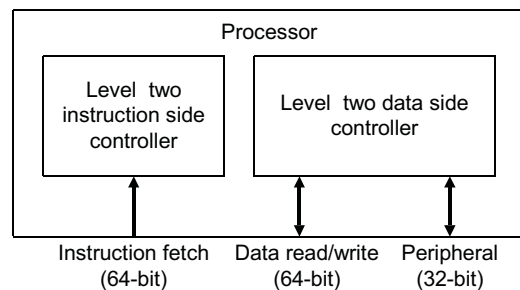 Processor
Level two
instruction side
controller
Level two data side
controller
Instruction fetch
(64-bit)
Data read/write
(64-bit)
Peripheral
(32-bit)